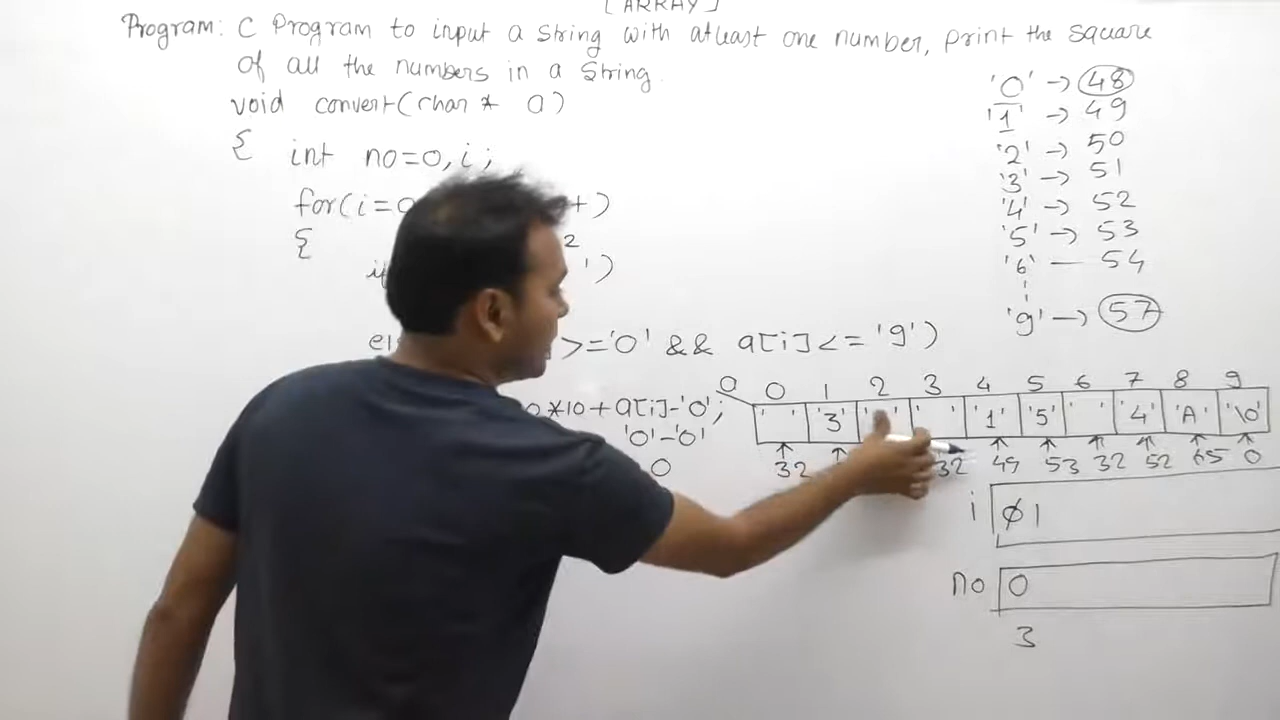 [ARRAY]
Program: C Program to input a string with atleast one number, print the square
of all the numbers in a string.
void convert(char * a)
{ int no=0,i;
for(i=0 +)
{ 2
if ')
>='0' && a[i]<='9')
*10+a[i]-'0';
'0'-'0'
0
'0' -> 48
'1' -> 49
'2' -> 50
'3' -> 51
'4' -> 52
'5' -> 53
'6' — 54
'9' -> 57
a 0 1 2 3 4 5 6 7 8 9
' ' '3' ' ' '1' '5' ' ' '4' 'A' '\0'
32 32 49 53 32 52 65 0
i 0 1
no 0
3